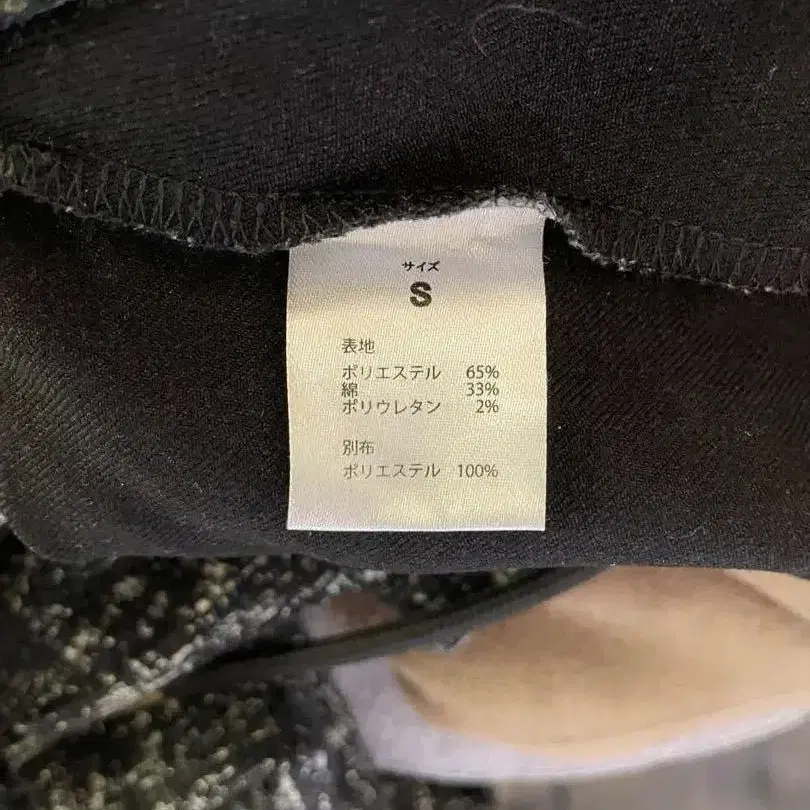 サイズ
S
表地
ポリエステル 65%
綿 33%
ポリウレタン 2%
別布
ポリエステル 100%